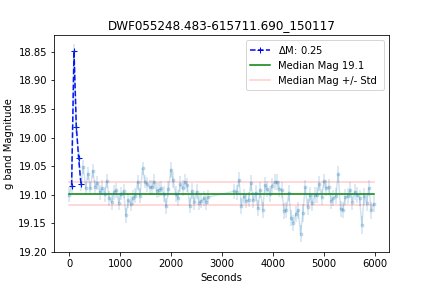 DWF055248.483-615711.690_150117
ΔM: 0.25
Median Mag 19.1
Median Mag +/- Std
g band Magnitude
18.85
18.90
18.95
19.00
19.05
19.10
19.15
19.20
0 1000 2000 3000 4000 5000 6000
Seconds